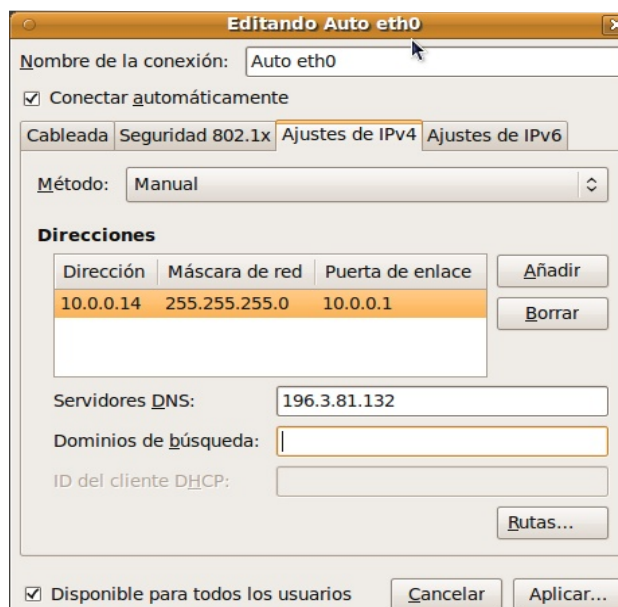 Editando Auto eth0
Nombre de la conexión: Auto eth0
Conectar automáticamente
Cableada Seguridad 802.1x Ajustes de IPv4 Ajustes de IPv6
Método: Manual
Direcciones
Dirección Máscara de red Puerta de enlace Añadir
10.0.0.14 255.255.255.0 10.0.0.1
Borrar
Servidores DNS: 196.3.81.132
Dominios de búsqueda:
ID del cliente DHCP:
Rutas...
Disponible para todos los usuarios Cancelar Aplicar...